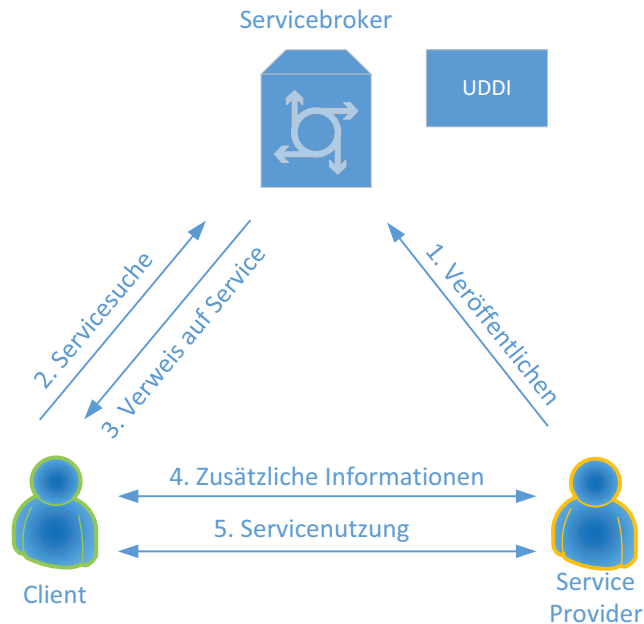 Servicebroker
UDDI
1. Veröffentlichen
2. Servicesuche
3. Verweis auf Service
4. Zusätzliche Informationen
5. Servicenutzung
Client
Service
Provider